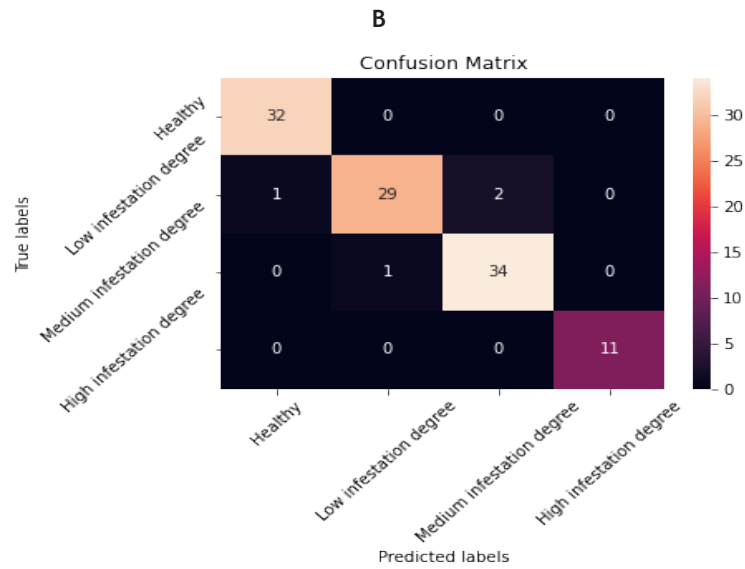 B
Confusion Matrix
True labels
Healthy
Low infestation degree
Medium infestation degree
High infestation degree
32 0 0 0
1 29 2 0
0 1 34 0
0 0 0 11
30
25
20
15
10
5
0
Healthy
Low infestation degree
Medium infestation degree
High infestation degree
Predicted labels